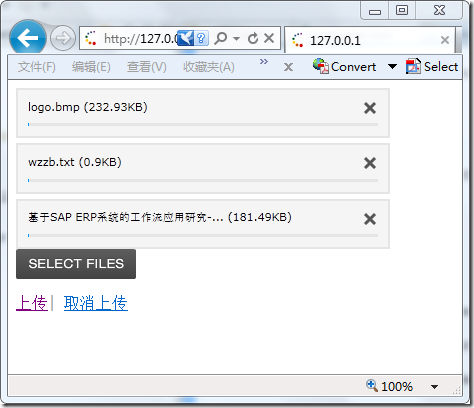 http://127.0.0
127.0.0.1
文件(F) 编辑(E) 查看(V) 收藏夹(A) » Convert Select
logo.bmp (232.93KB)
wzzb.txt (0.9KB)
基于SAP ERP系统的工作流应用研究-... (181.49KB)
SELECT FILES
上传| 取消上传
100%